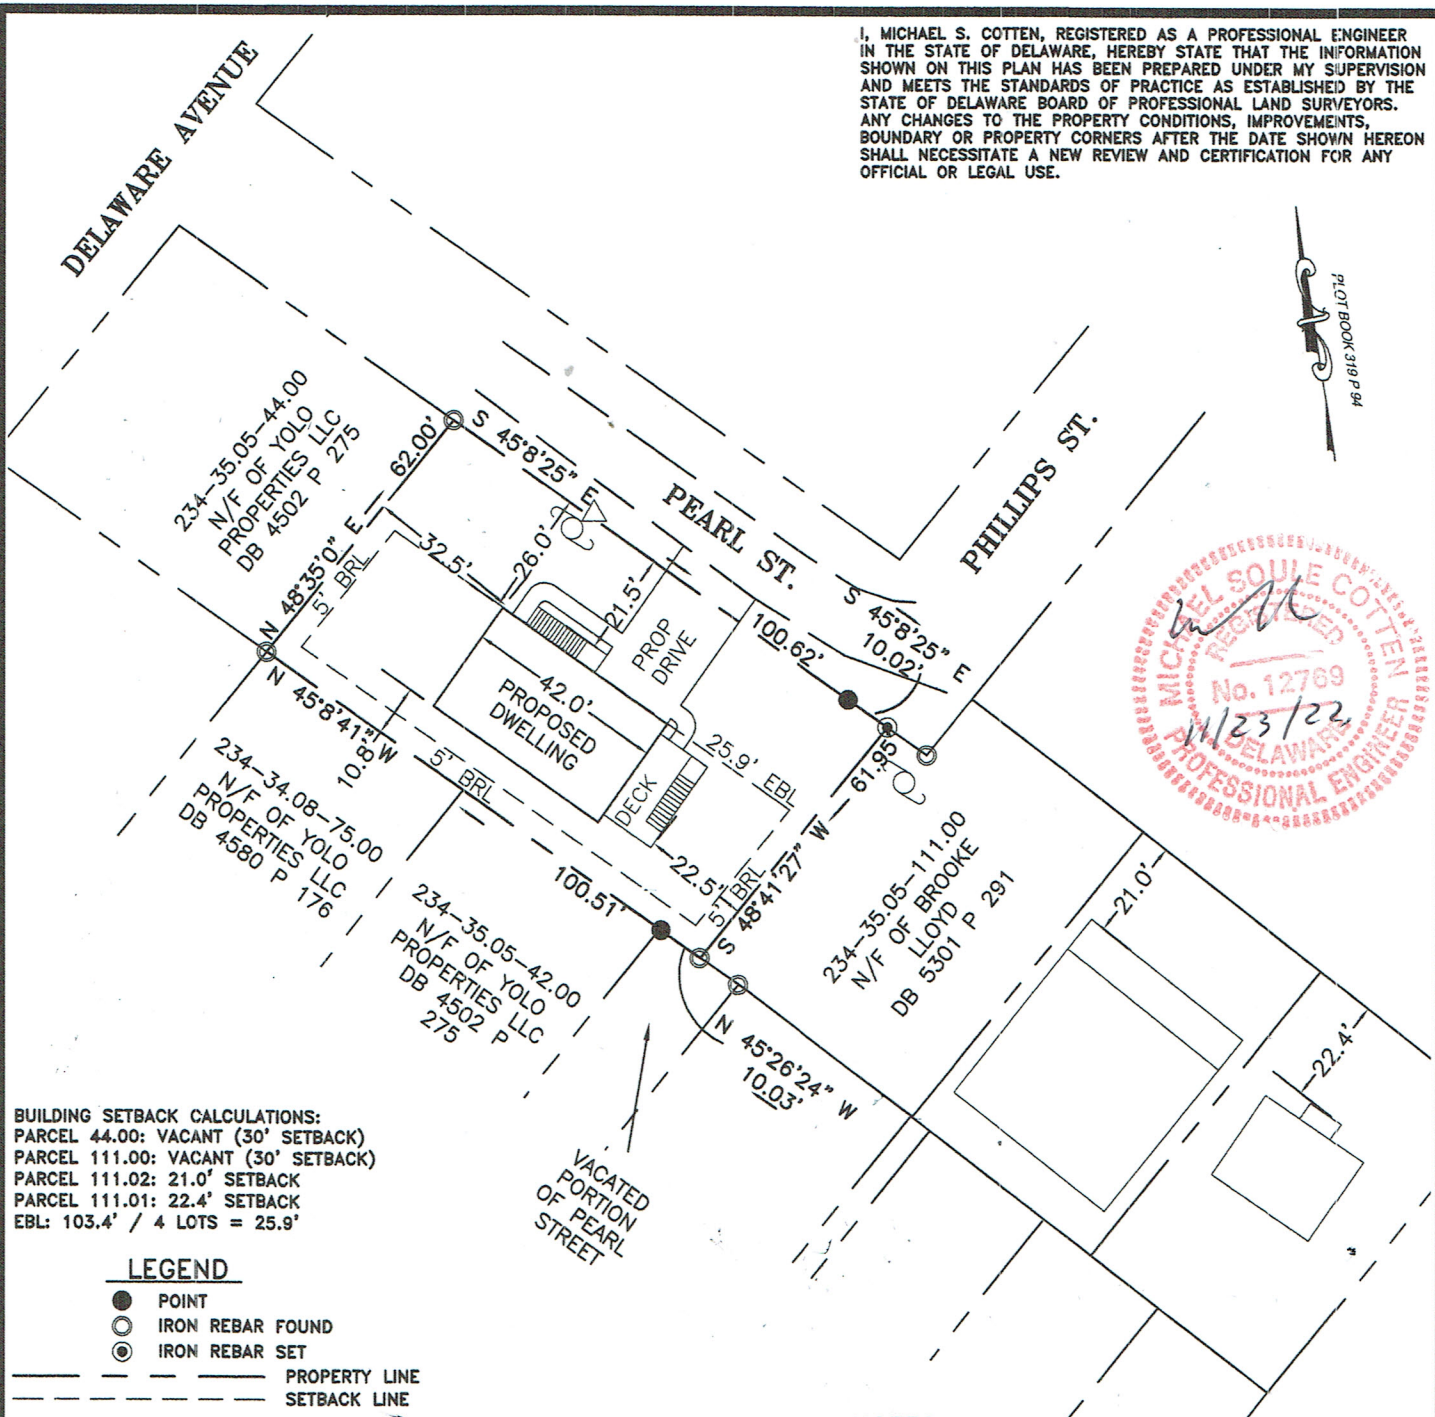 I, MICHAEL S. COTTEN, REGISTERED AS A PROFESSIONAL ENGINEER
IN THE STATE OF DELAWARE, HEREBY STATE THAT THE INFORMATION
SHOWN ON THIS PLAN HAS BEEN PREPARED UNDER MY SUPERVISION
AND MEETS THE STANDARDS OF PRACTICE AS ESTABLISHED BY THE
STATE OF DELAWARE BOARD OF PROFESSIONAL LAND SURVEYORS.
ANY CHANGES TO THE PROPERTY CONDITIONS, IMPROVEMENTS,
BOUNDARY OR PROPERTY CORNERS AFTER THE DATE SHOWN HEREON
SHALL NECESSITATE A NEW REVIEW AND CERTIFICATION FOR ANY
OFFICIAL OR LEGAL USE.
DELAWARE AVENUE
PLOT BOOK 319 P 94
234-35.05-44.00
N/F OF YOLO
PROPERTIES LLC
DB 4502 P 275
N 48°35'0" E
62.00'
S 45°8'25" E
PEARL ST.
PHILLIPS ST.
5' BRL
32.5'
26.0'
21.5'
PROP
DRIVE
100.62'
S 45°8'25" E
10.02'
42.0'
PROPOSED
DWELLING
DECK
25.9' EBL
N 45°8'41" W
10.8'
5' BRL
22.5'
5' BRL
S 48°41'27" W
61.95
100.51'
234-34.08-75.00
N/F OF YOLO
PROPERTIES LLC
DB 4580 P 176
234-35.05-42.00
N/F OF YOLO
PROPERTIES LLC
DB 4502 P
275
234-35.05-111.00
N/F OF BROOKE
LLOYD
DB 5301 P 291
21.0'
22.4'
N 45°26'24" W
10.03'
VACATED
PORTION
OF PEARL
STREET
MICHAEL SOULE COTTEN
REGISTERED
No. 12769
11/23/22
DELAWARE
PROFESSIONAL ENGINEER
BUILDING SETBACK CALCULATIONS:
PARCEL 44.00: VACANT (30' SETBACK)
PARCEL 111.00: VACANT (30' SETBACK)
PARCEL 111.02: 21.0' SETBACK
PARCEL 111.01: 22.4' SETBACK
EBL: 103.4' / 4 LOTS = 25.9'
LEGEND
POINT
IRON REBAR FOUND
IRON REBAR SET
PROPERTY LINE
SETBACK LINE